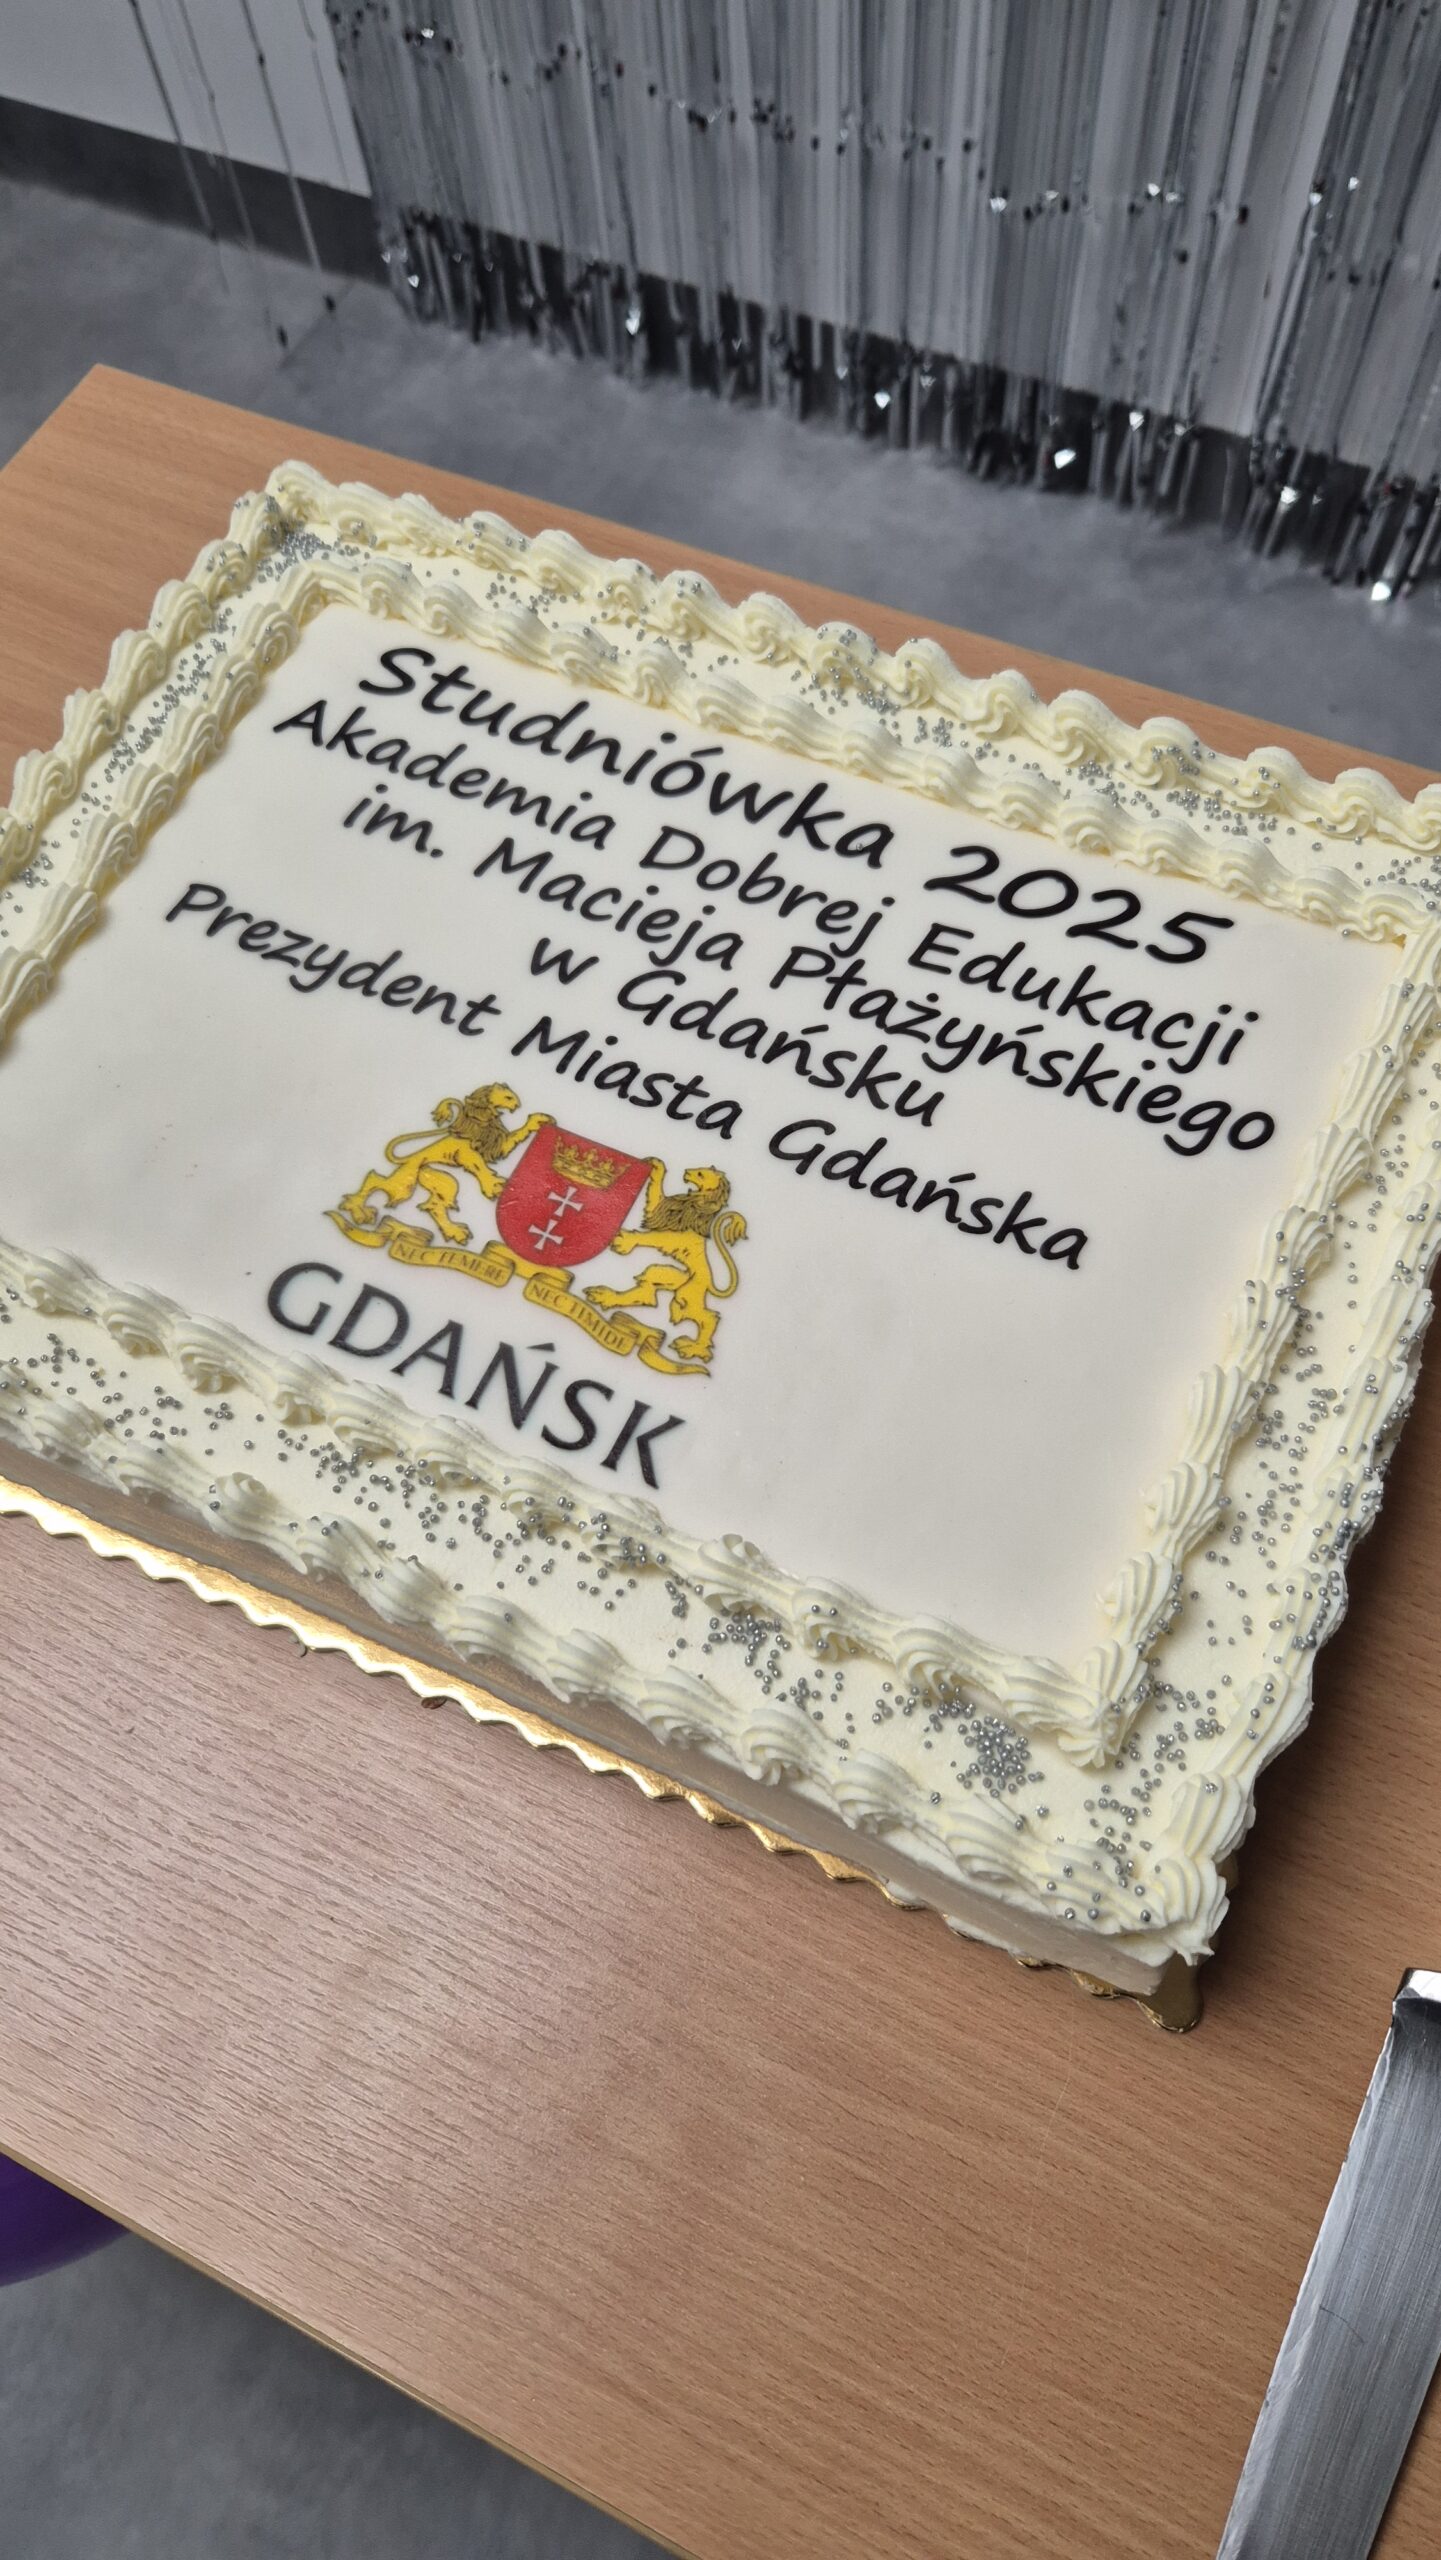 Studniówka 2025
Akademia Dobrej Edukacji
im. Macieja Płażyńskiego
w Gdańsku
Prezydent Miasta Gdańska
NEC TEMERE NEC TIMIDE
GDAŃSK